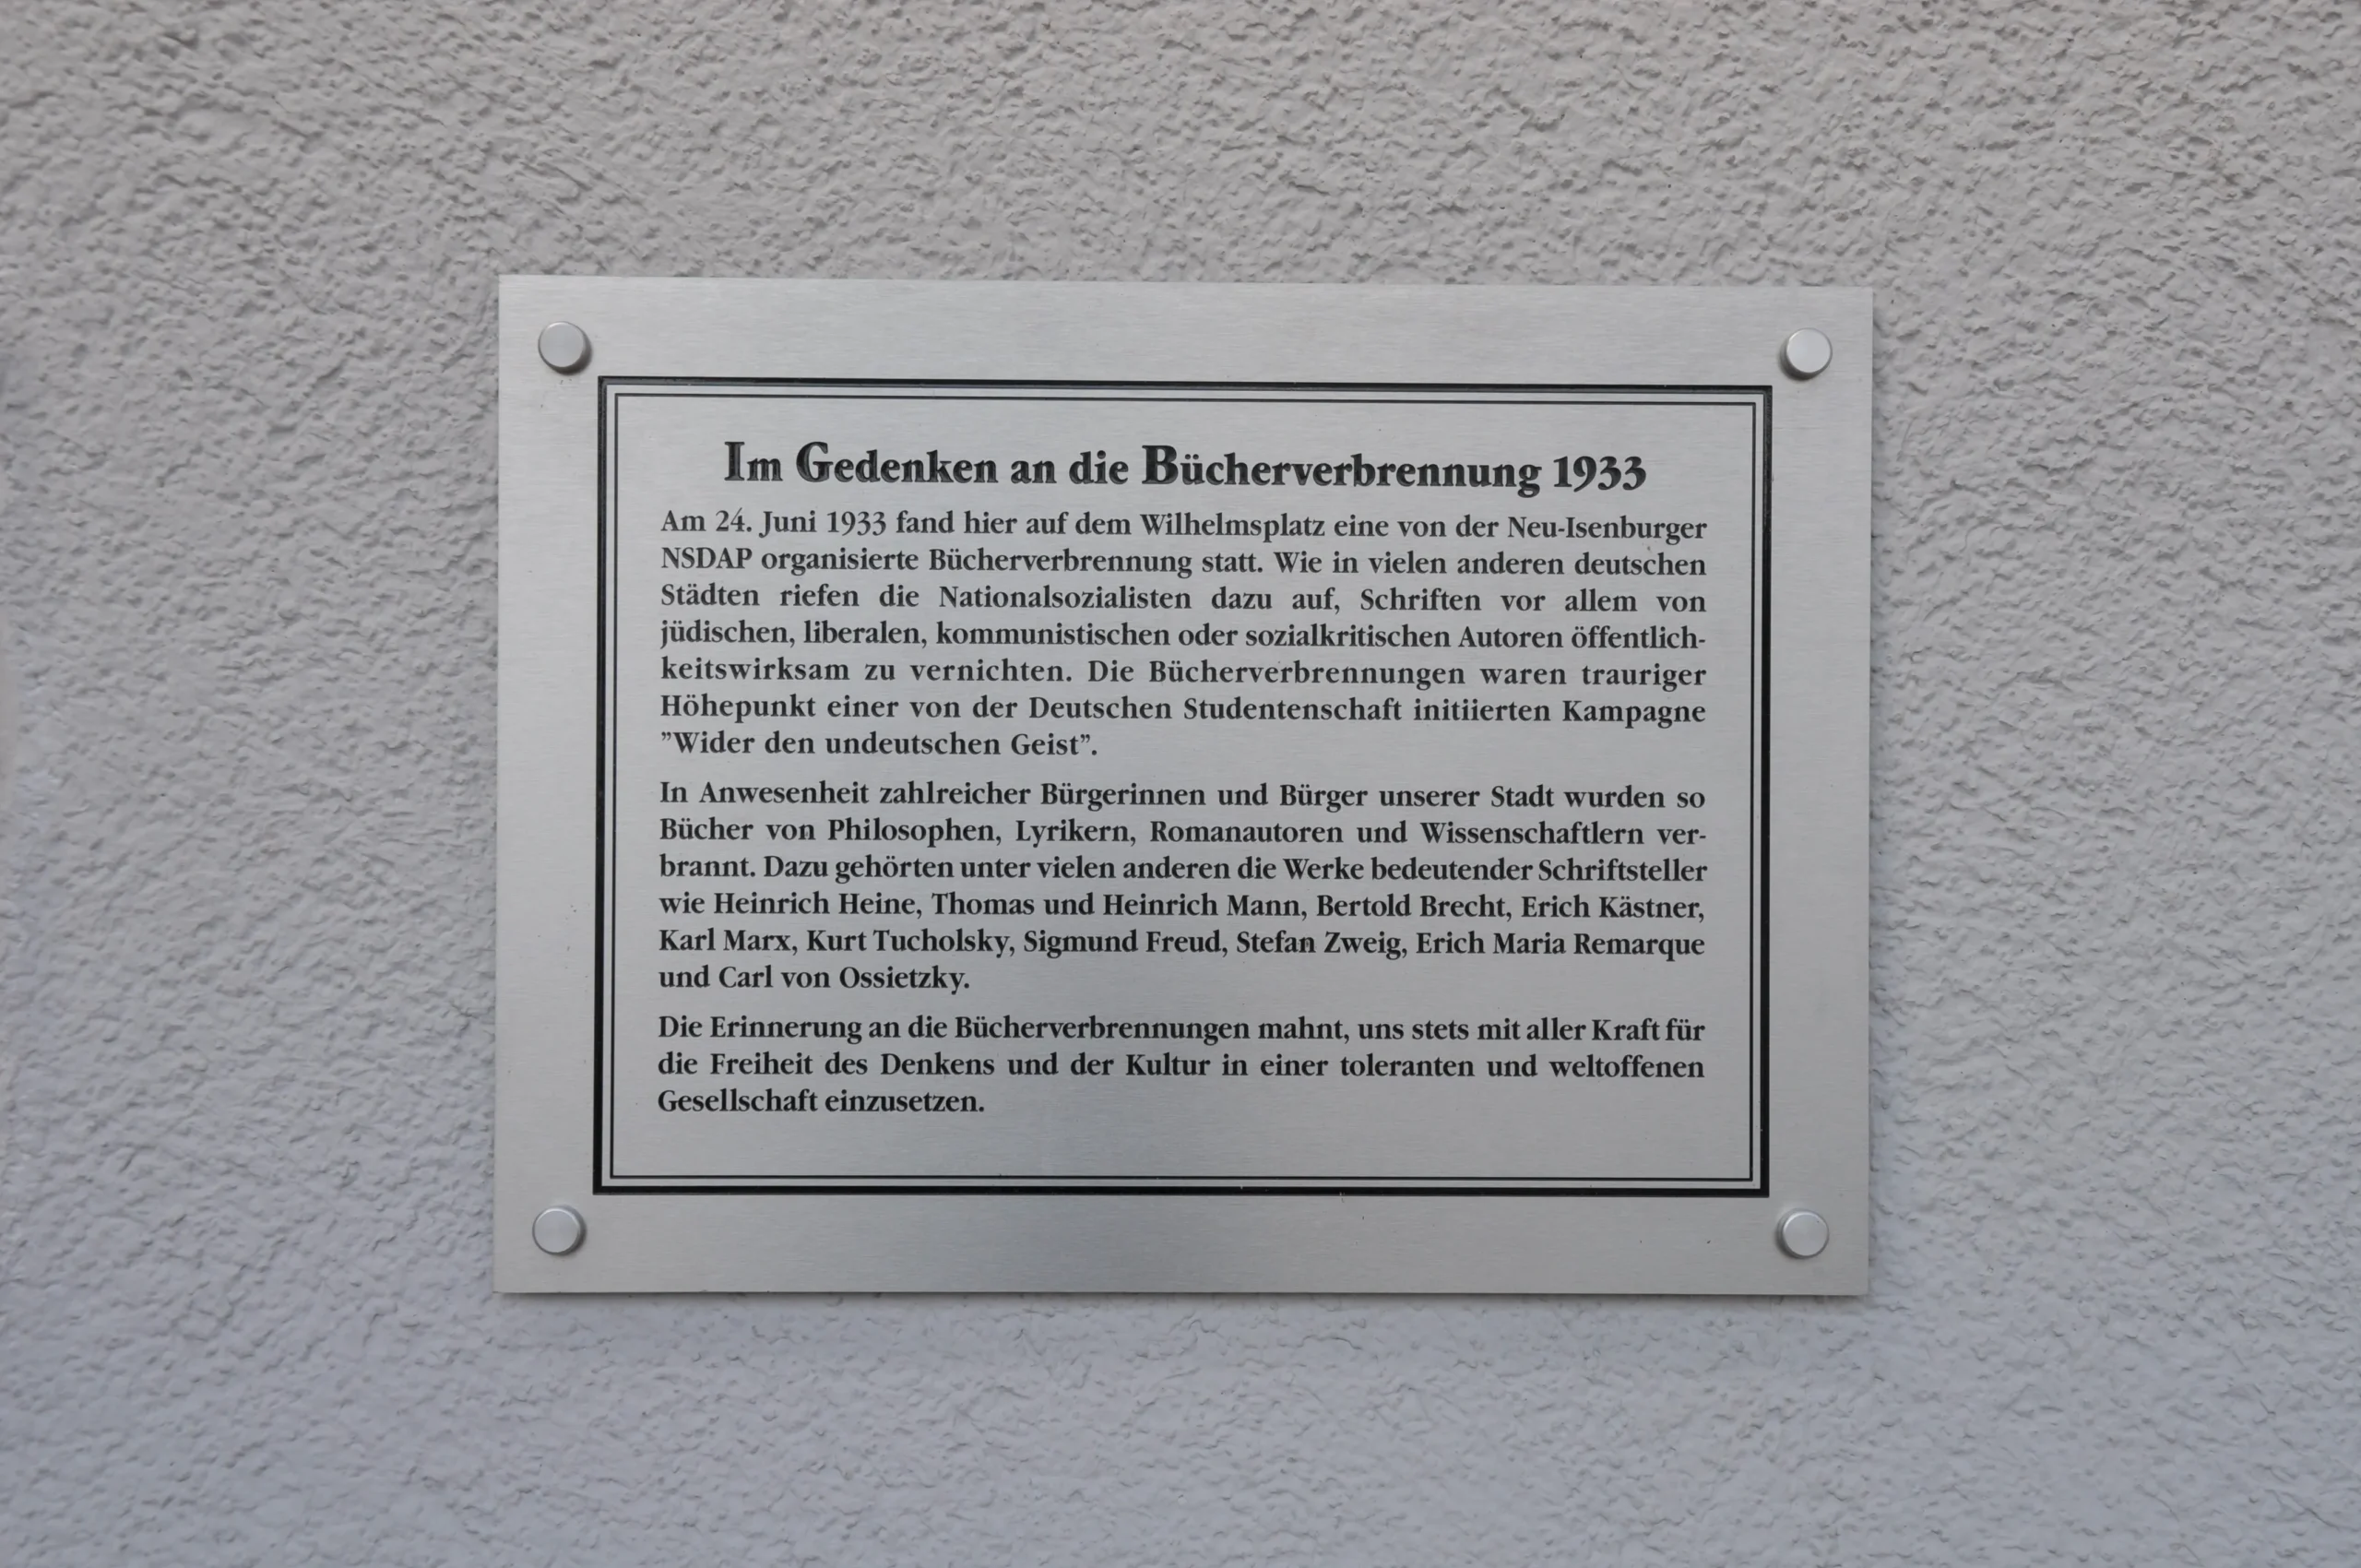 Im Gedenken an die Bücherverbrennung 1933
Am 24. Juni 1933 fand hier auf dem Wilhelmsplatz eine von der Neu-Isenburger
NSDAP organisierte Bücherverbrennung statt. Wie in vielen anderen deutschen
Städten riefen die Nationalsozialisten dazu auf, Schriften vor allem von
jüdischen, liberalen, kommunistischen oder sozialkritischen Autoren öffentlich-
keitswirksam zu vernichten. Die Bücherverbrennungen waren trauriger
Höhepunkt einer von der Deutschen Studentenschaft initiierten Kampagne
”Wider den undeutschen Geist”.
In Anwesenheit zahlreicher Bürgerinnen und Bürger unserer Stadt wurden so
Bücher von Philosophen, Lyrikern, Romanautoren und Wissenschaftlern ver-
brannt. Dazu gehörten unter vielen anderen die Werke bedeutender Schriftsteller
wie Heinrich Heine, Thomas und Heinrich Mann, Bertold Brecht, Erich Kästner,
Karl Marx, Kurt Tucholsky, Sigmund Freud, Stefan Zweig, Erich Maria Remarque
und Carl von Ossietzky.
Die Erinnerung an die Bücherverbrennungen mahnt, uns stets mit aller Kraft für
die Freiheit des Denkens und der Kultur in einer toleranten und weltoffenen
Gesellschaft einzusetzen.